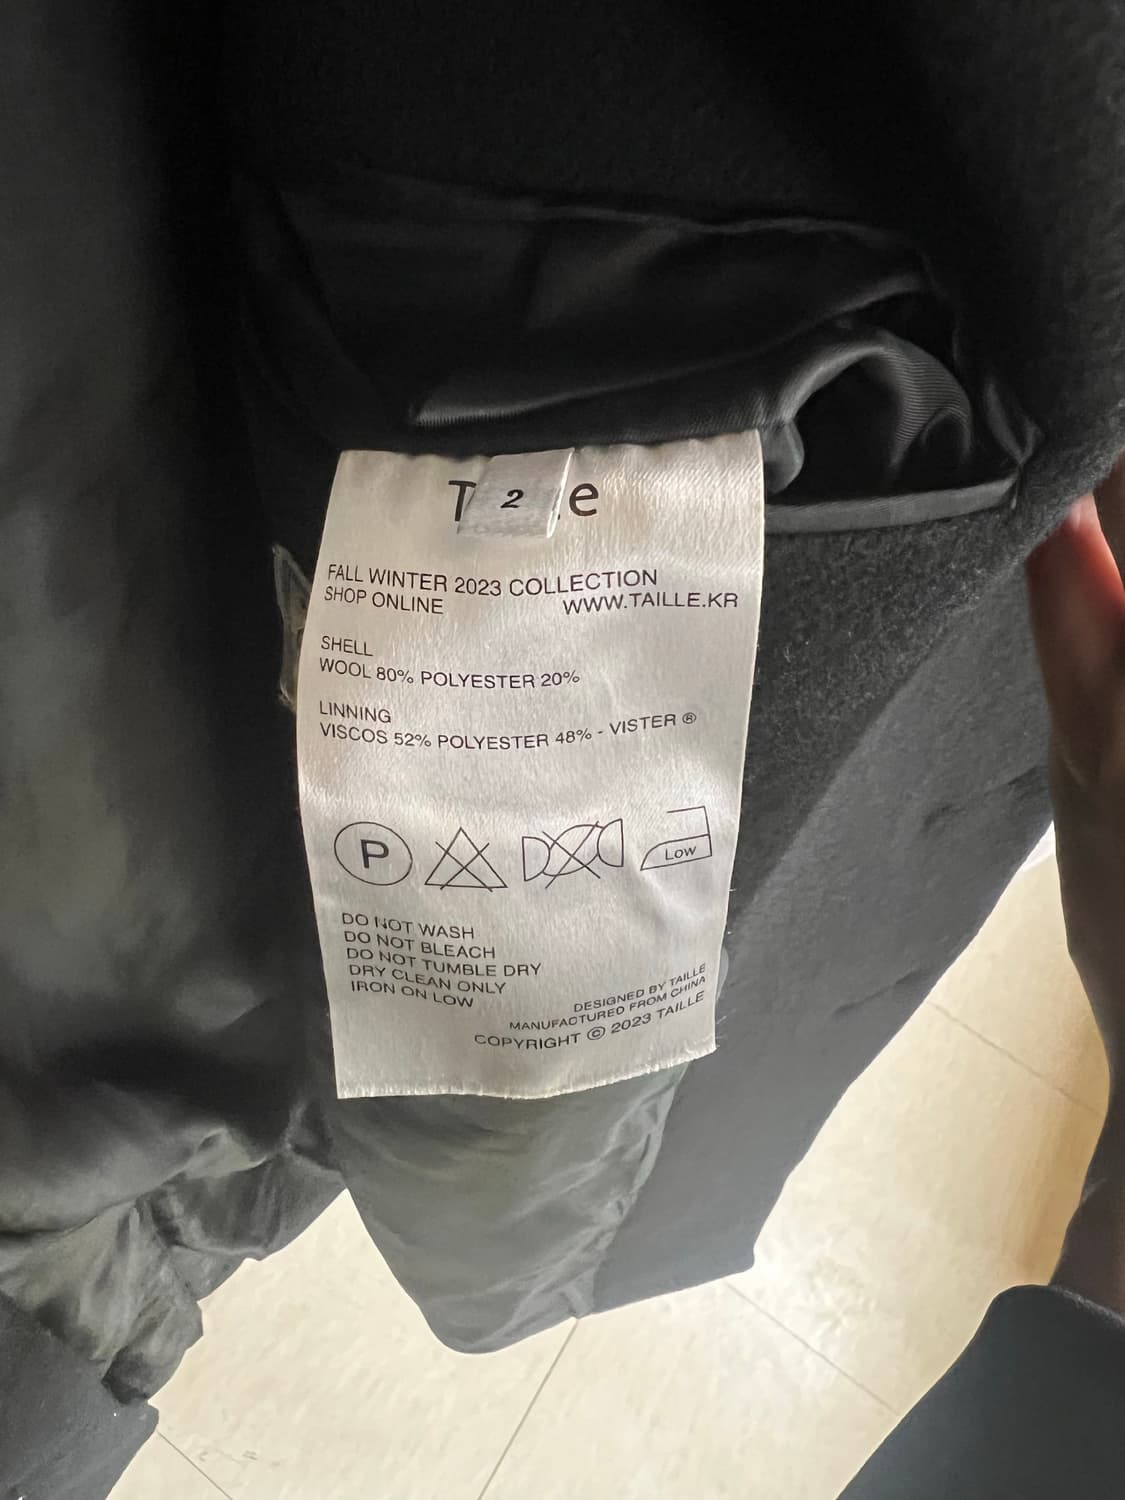 T 2 e
FALL WINTER 2023 COLLECTION
SHOP ONLINE WWW.TAILLE.KR
SHELL
WOOL 80% POLYESTER 20%
LINNING
VISCOS 52% POLYESTER 48% - VISTER ®
P
LOW
DO NOT WASH
DO NOT BLEACH
DO NOT TUMBLE DRY
DRY CLEAN ONLY
IRON ON LOW
DESIGNED BY TAILLE
MANUFACTURED FROM CHINA
COPYRIGHT © 2023 TAILLE